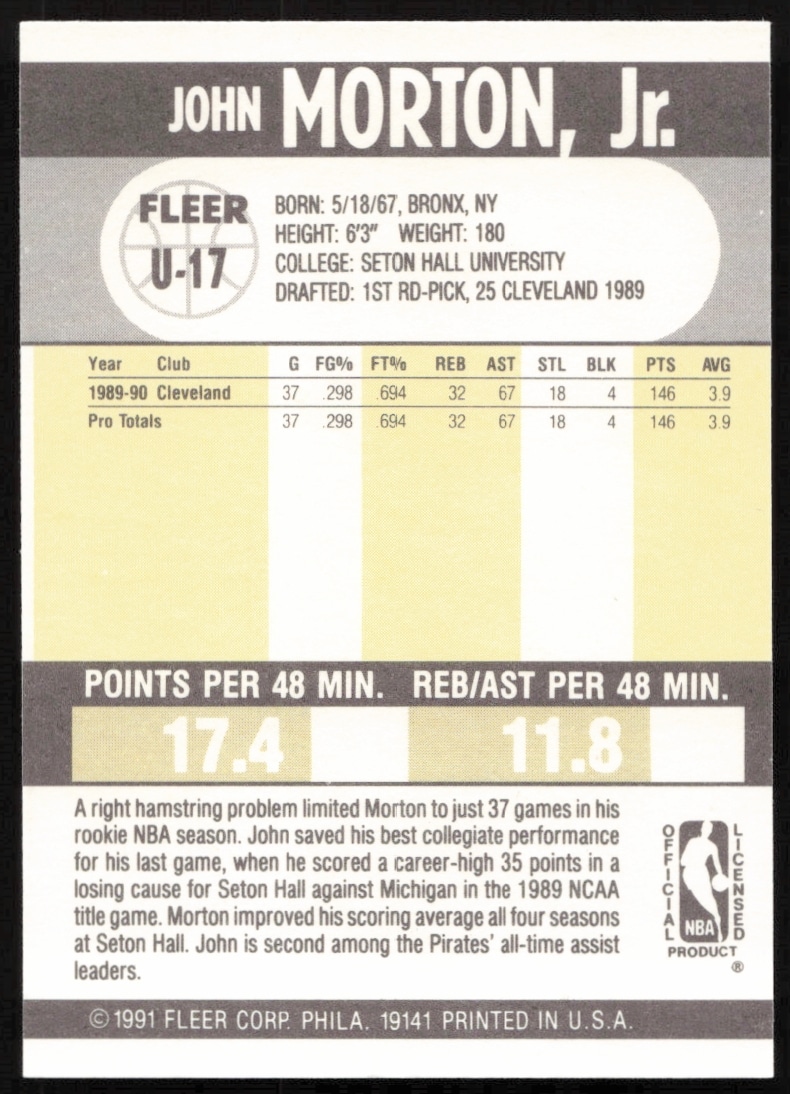 JOHN MORTON, Jr.
FLEER
U-17
BORN: 5/18/67, BRONX, NY
HEIGHT: 6'3" WEIGHT: 180
COLLEGE: SETON HALL UNIVERSITY
DRAFTED: 1ST RD-PICK, 25 CLEVELAND 1989
Year Club G FG% FT% REB AST STL BLK PTS AVG
1989-90 Cleveland 37 .298 .694 32 67 18 4 146 3.9
Pro Totals 37 .298 .694 32 67 18 4 146 3.9
POINTS PER 48 MIN. REB/AST PER 48 MIN.
17.4 11.8
A right hamstring problem limited Morton to just 37 games in his
rookie NBA season. John saved his best collegiate performance
for his last game, when he scored a career-high 35 points in a
losing cause for Seton Hall against Michigan in the 1989 NCAA
title game. Morton improved his scoring average all four seasons
at Seton Hall. John is second among the Pirates' all-time assist
leaders.
OFFICIAL
LICENSED
NBA
PRODUCT
®
© 1991 FLEER CORP. PHILA. 19141 PRINTED IN U.S.A.